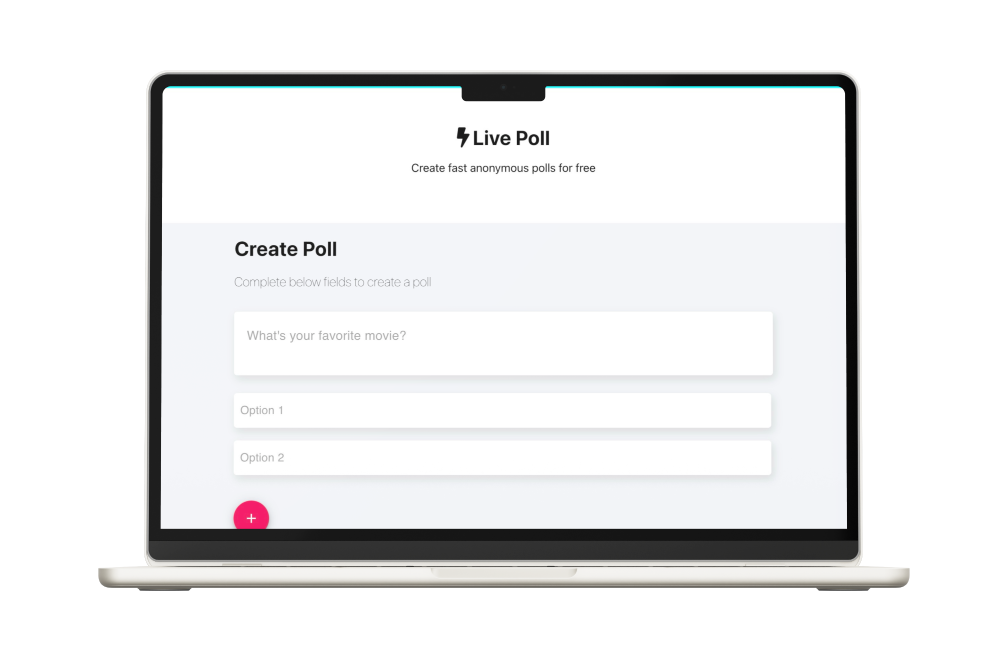 Live Poll
Create fast anonymous polls for free
Create Poll
Complete below fields to create a poll
What's your favorite movie?
Option 1
Option 2
+